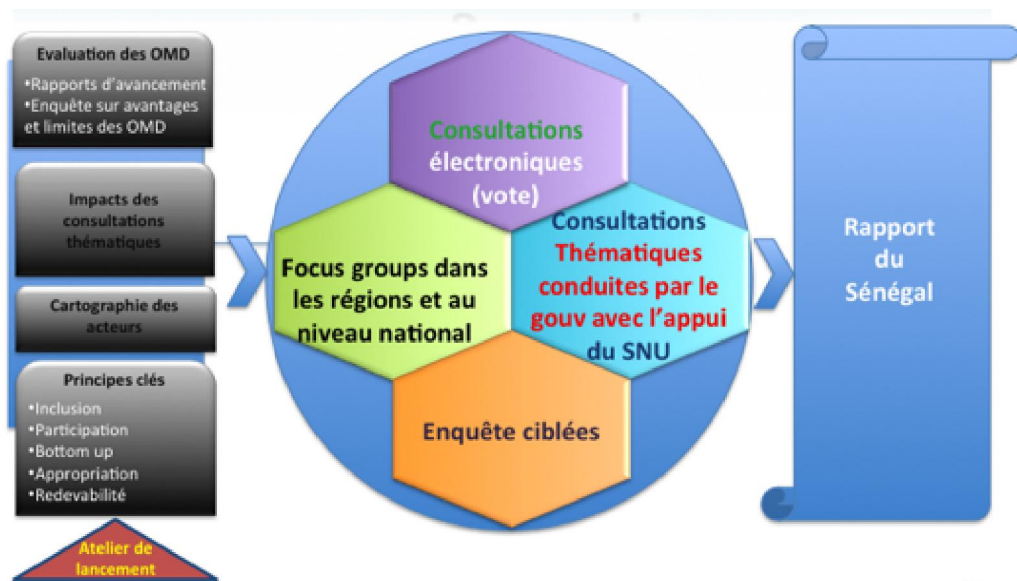 Evaluation des OMD
•Rapports d'avancement
•Enquête sur avantages
et limites des OMD
Impacts des
consultations
thématiques
Cartographie des
acteurs
Principes clés
•Inclusion
•Participation
•Bottom up
•Appropriation
•Redevabilité
Atelier de
lancement
Consultations
électroniques
(vote)
Focus groups dans
les régions et au
niveau national
Consultations
Thématiques
conduites par le
gouv avec l'appui
du SNU
Enquête ciblées
Rapport
du
Sénégal